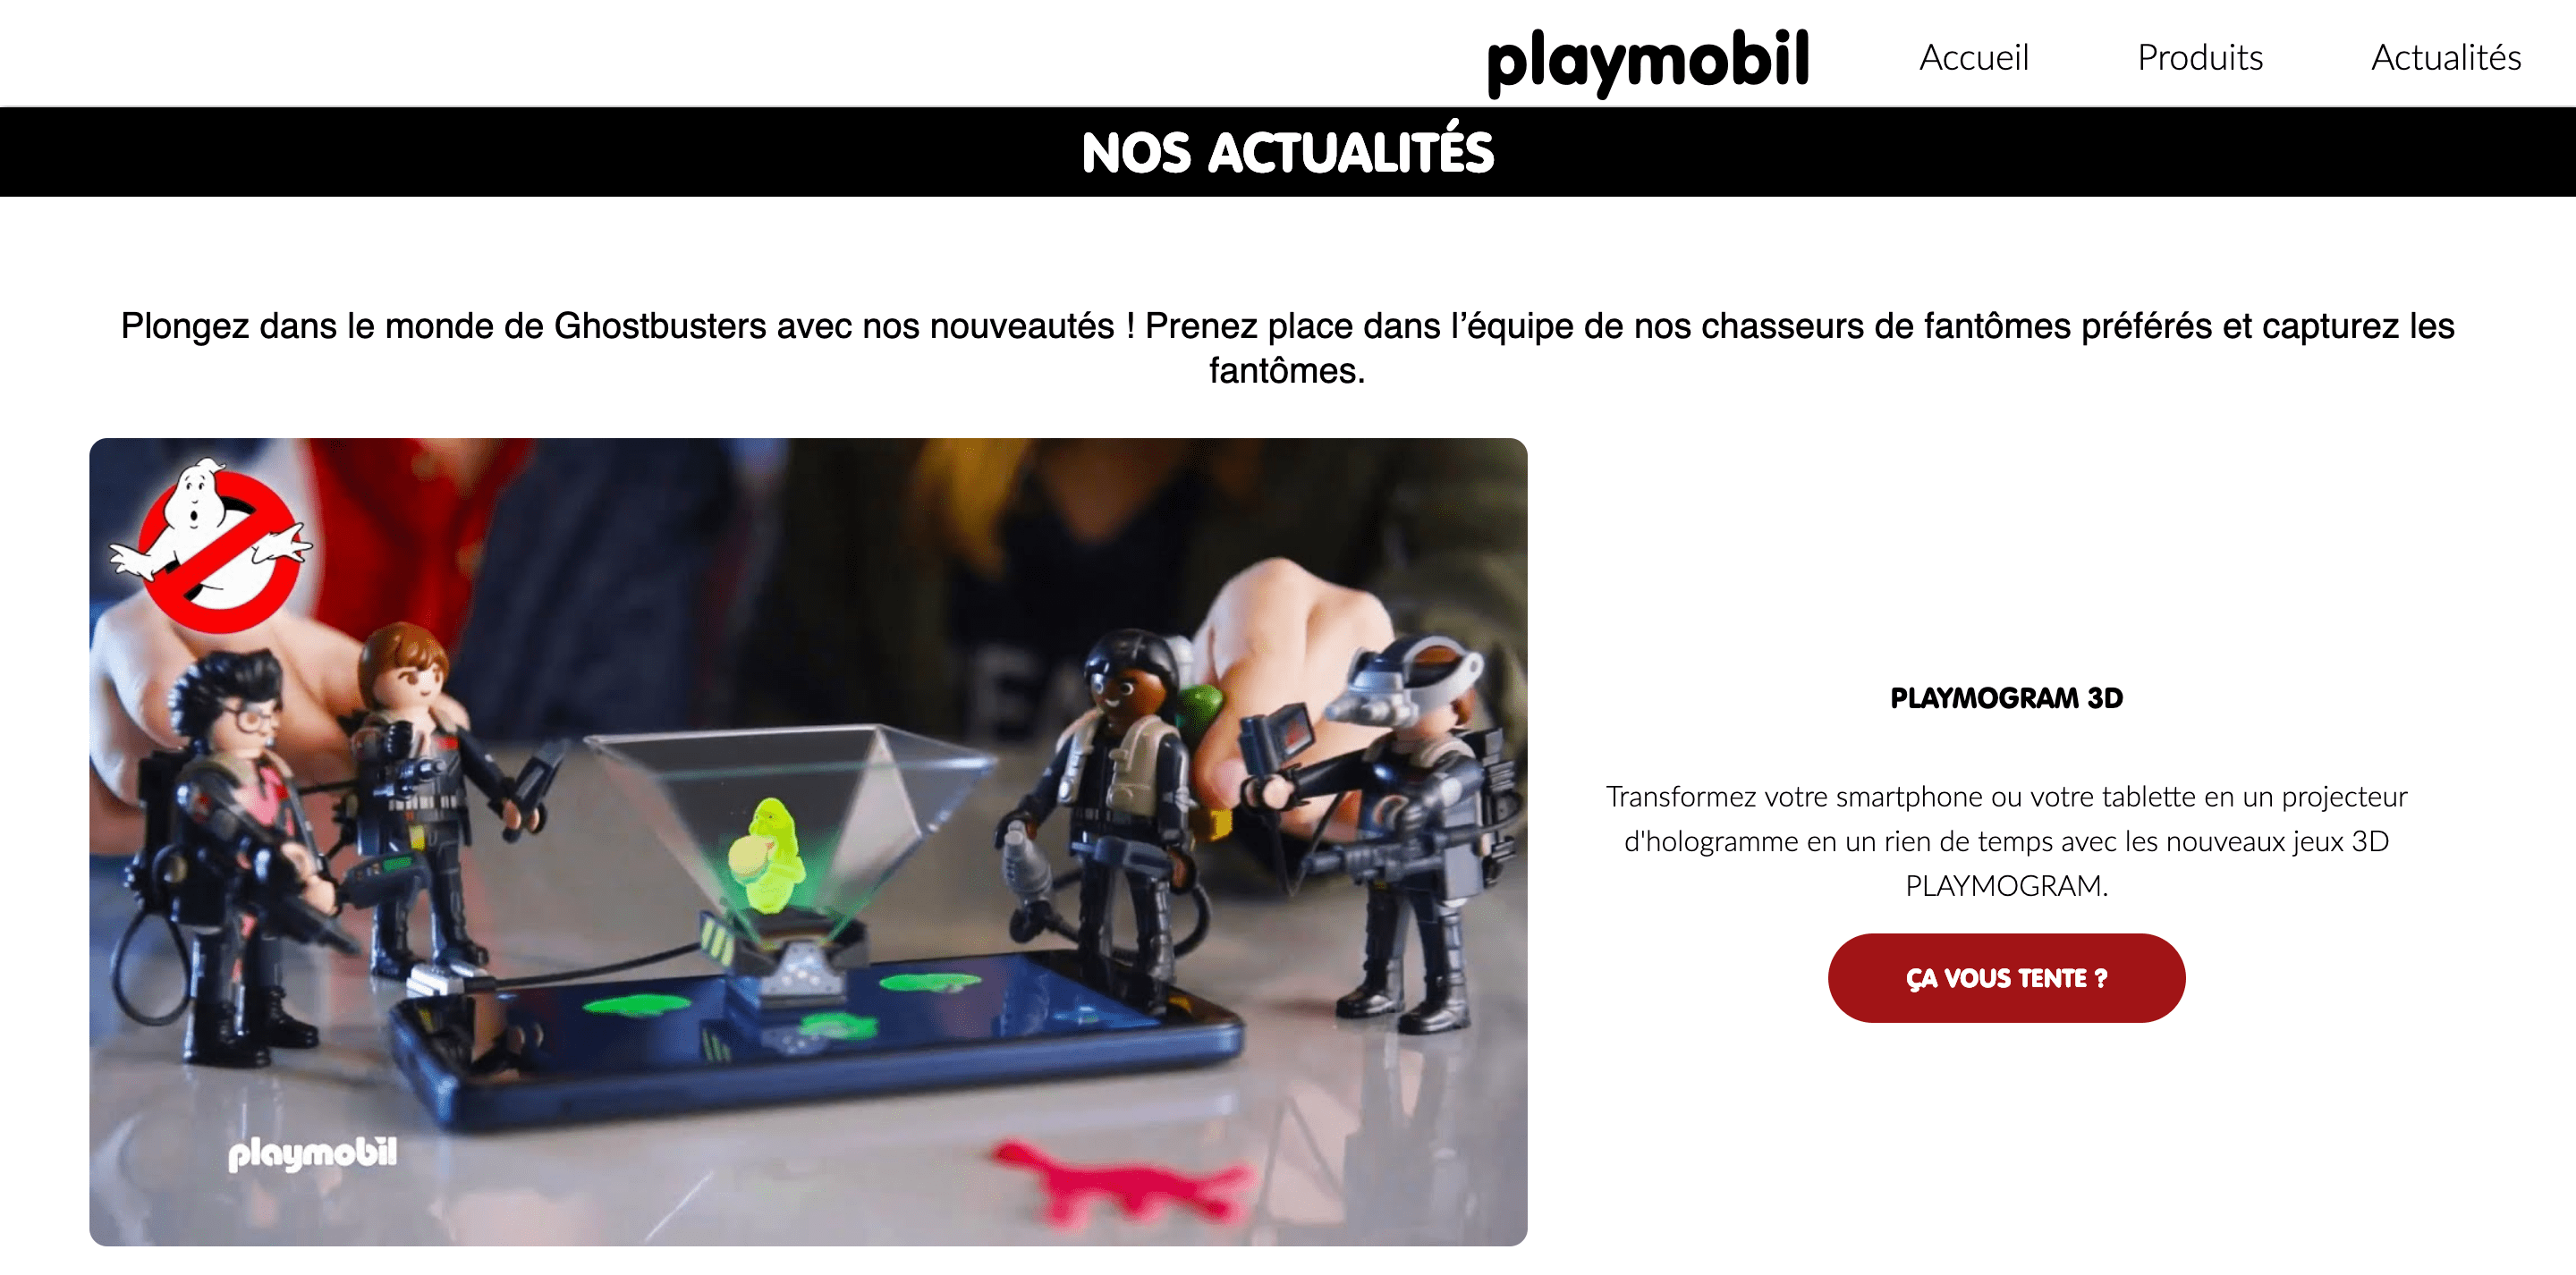 playmobil Accueil Produits Actualités
NOS ACTUALITÉS
Plongez dans le monde de Ghostbusters avec nos nouveautés ! Prenez place dans l’équipe de nos chasseurs de fantômes préférés et capturez les
fantômes.
PLAYMOGRAM 3D
Transformez votre smartphone ou votre tablette en un projecteur
d'hologramme en un rien de temps avec les nouveaux jeux 3D
PLAYMOGRAM.
ÇA VOUS TENTE ?
playmobil